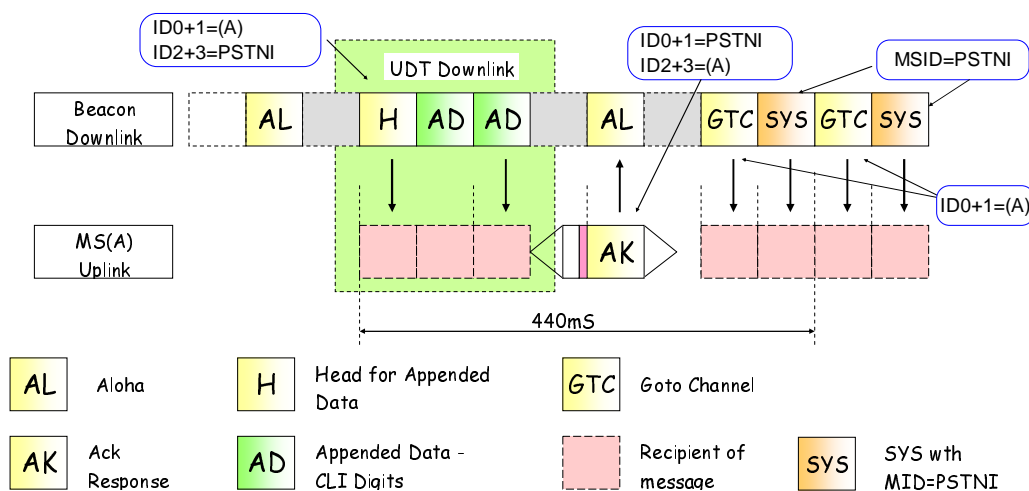 ID0+1=(A)
ID2+3=PSTNI
UDT Downlink
ID0+1=PSTNI
ID2+3=(A)
MSID=PSTNI
Beacon
Downlink
AL
H
AD
AD
AL
GTC
SYS
GTC
SYS
ID0+1=(A)
MS(A)
Uplink
AK
440mS
AL
Aloha
H
Head for Appended
Data
GTC
Goto Channel
AK
Ack
Response
AD
Appended Data -
CLI Digits
Recipient of
message
SYS
SYS wth
MID=PSTNI